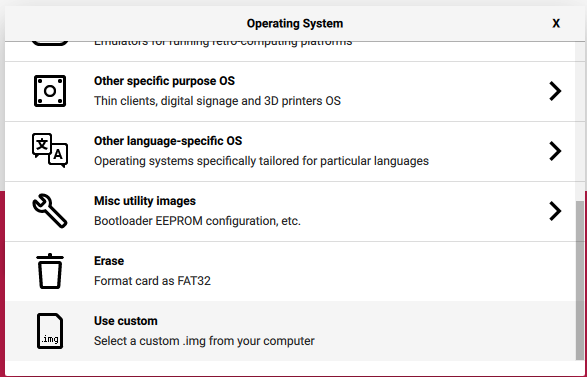 Operating System
X
Emulators for running retro-computing platforms
Other specific purpose OS
Thin clients, digital signage and 3D printers OS
文
A
Other language-specific OS
Operating systems specifically tailored for particular languages
Misc utility images
Bootloader EEPROM configuration, etc.
Erase
Format card as FAT32
.img
Use custom
Select a custom .img from your computer